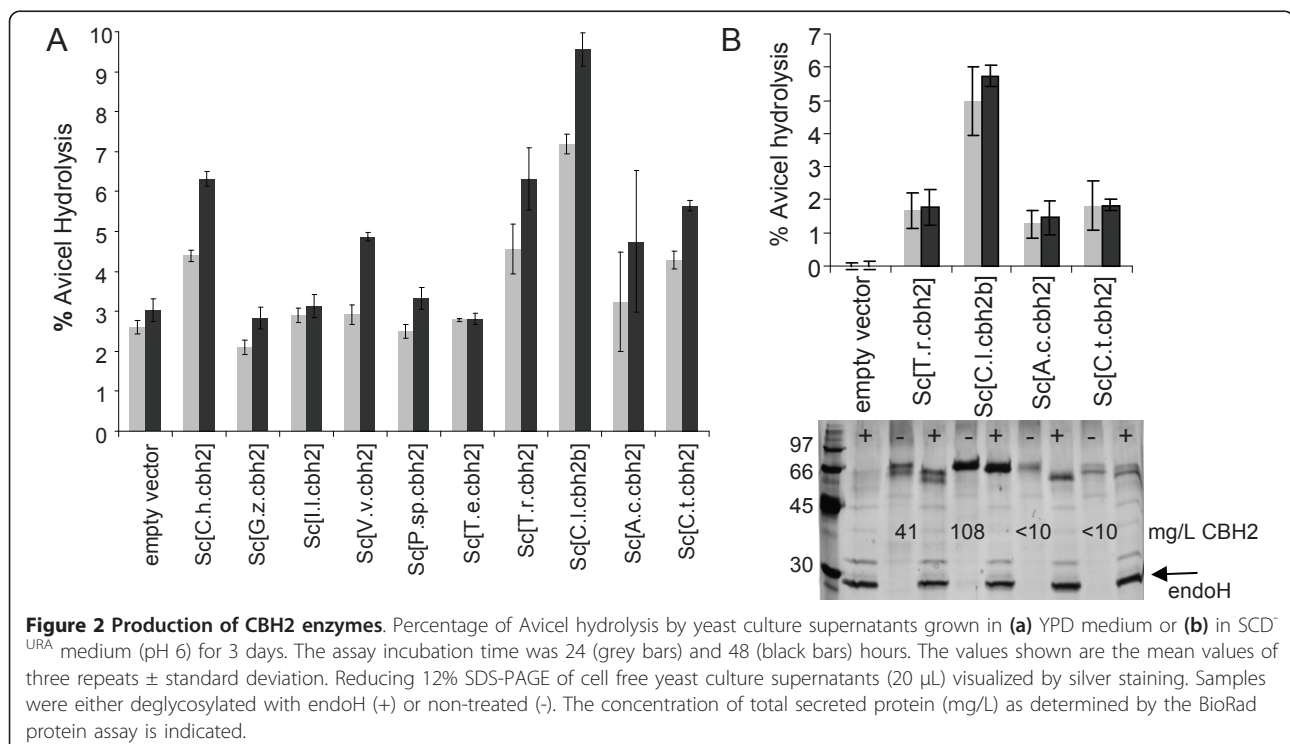 A
% Avicel Hydrolysis
10
9
8
7
6
5
4
3
2
1
0
empty vector
Sc[C.h.cbh2]
Sc[G.z.cbh2]
Sc[I.l.cbh2]
Sc[V.v.cbh2]
Sc[P.sp.cbh2]
Sc[T.e.cbh2]
Sc[T.r.cbh2]
Sc[C.l.cbh2b]
Sc[A.c.cbh2]
Sc[C.t.cbh2]
B
% Avicel hydrolysis
7
6
5
4
3
2
1
0
empty vector
Sc[T.r.cbh2]
Sc[C.l.cbh2b]
Sc[A.c.cbh2]
Sc[C.t.cbh2]
+ - + - + - + - +
97
66
45
30
41 108 <10 <10 mg/L CBH2
endoH
Figure 2 Production of CBH2 enzymes. Percentage of Avicel hydrolysis by yeast culture supernatants grown in (a) YPD medium or (b) in SCD-
URA medium (pH 6) for 3 days. The assay incubation time was 24 (grey bars) and 48 (black bars) hours. The values shown are the mean values of
three repeats ± standard deviation. Reducing 12% SDS-PAGE of cell free yeast culture supernatants (20 μL) visualized by silver staining. Samples
were either deglycosylated with endoH (+) or non-treated (-). The concentration of total secreted protein (mg/L) as determined by the BioRad
protein assay is indicated.